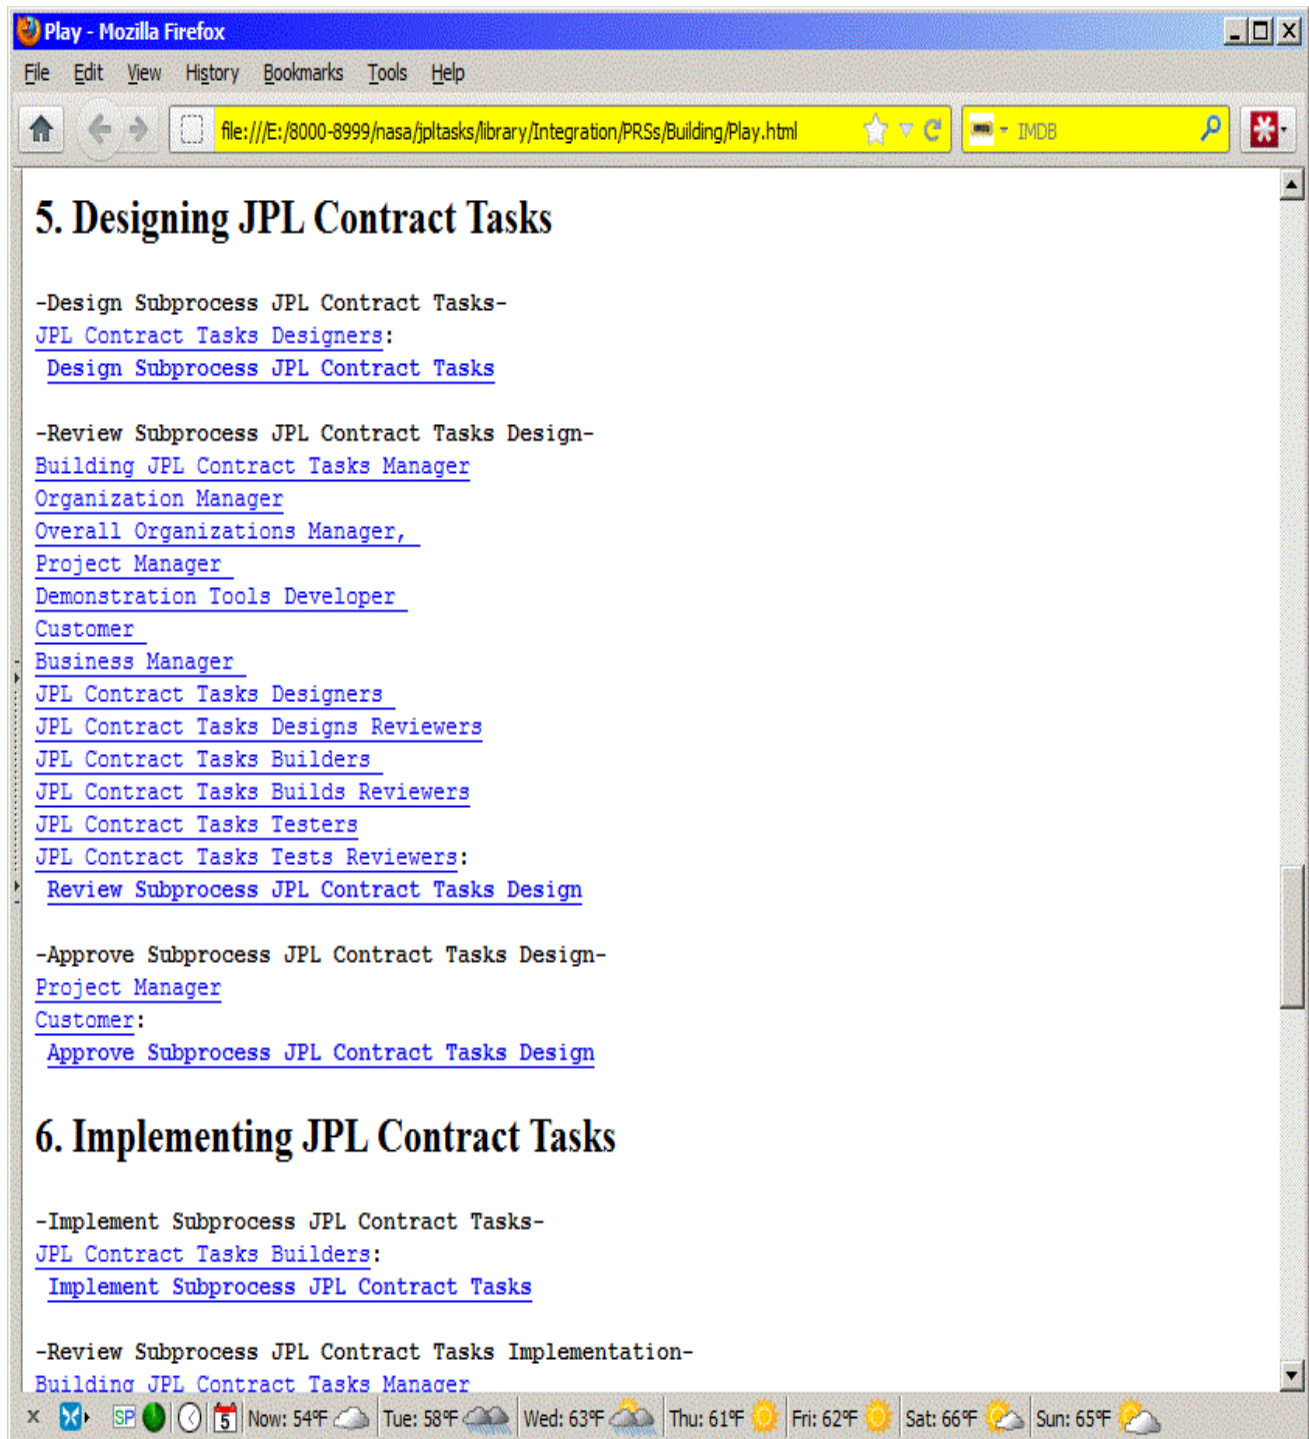 Play - Mozilla Firefox
File Edit View History Bookmarks Tools Help
file:///E:/8000-8999/nasa/jpltasks/library/Integration/PRSs/Building/Play.html IMDB
5. Designing JPL Contract Tasks
-Design Subprocess JPL Contract Tasks-
JPL Contract Tasks Designers:
Design Subprocess JPL Contract Tasks
-Review Subprocess JPL Contract Tasks Design-
Building JPL Contract Tasks Manager
Organization Manager
Overall Organizations Manager,
Project Manager
Demonstration Tools Developer
Customer
Business Manager
JPL Contract Tasks Designers
JPL Contract Tasks Designs Reviewers
JPL Contract Tasks Builders
JPL Contract Tasks Builds Reviewers
JPL Contract Tasks Testers
JPL Contract Tasks Tests Reviewers:
Review Subprocess JPL Contract Tasks Design
-Approve Subprocess JPL Contract Tasks Design-
Project Manager
Customer:
Approve Subprocess JPL Contract Tasks Design
6. Implementing JPL Contract Tasks
-Implement Subprocess JPL Contract Tasks-
JPL Contract Tasks Builders:
Implement Subprocess JPL Contract Tasks
-Review Subprocess JPL Contract Tasks Implementation-
Building JPL Contract Tasks Manager
x SP 5 Now: 54°F Tue: 58°F Wed: 63°F Thu: 61°F Fri: 62°F Sat: 66°F Sun: 65°F